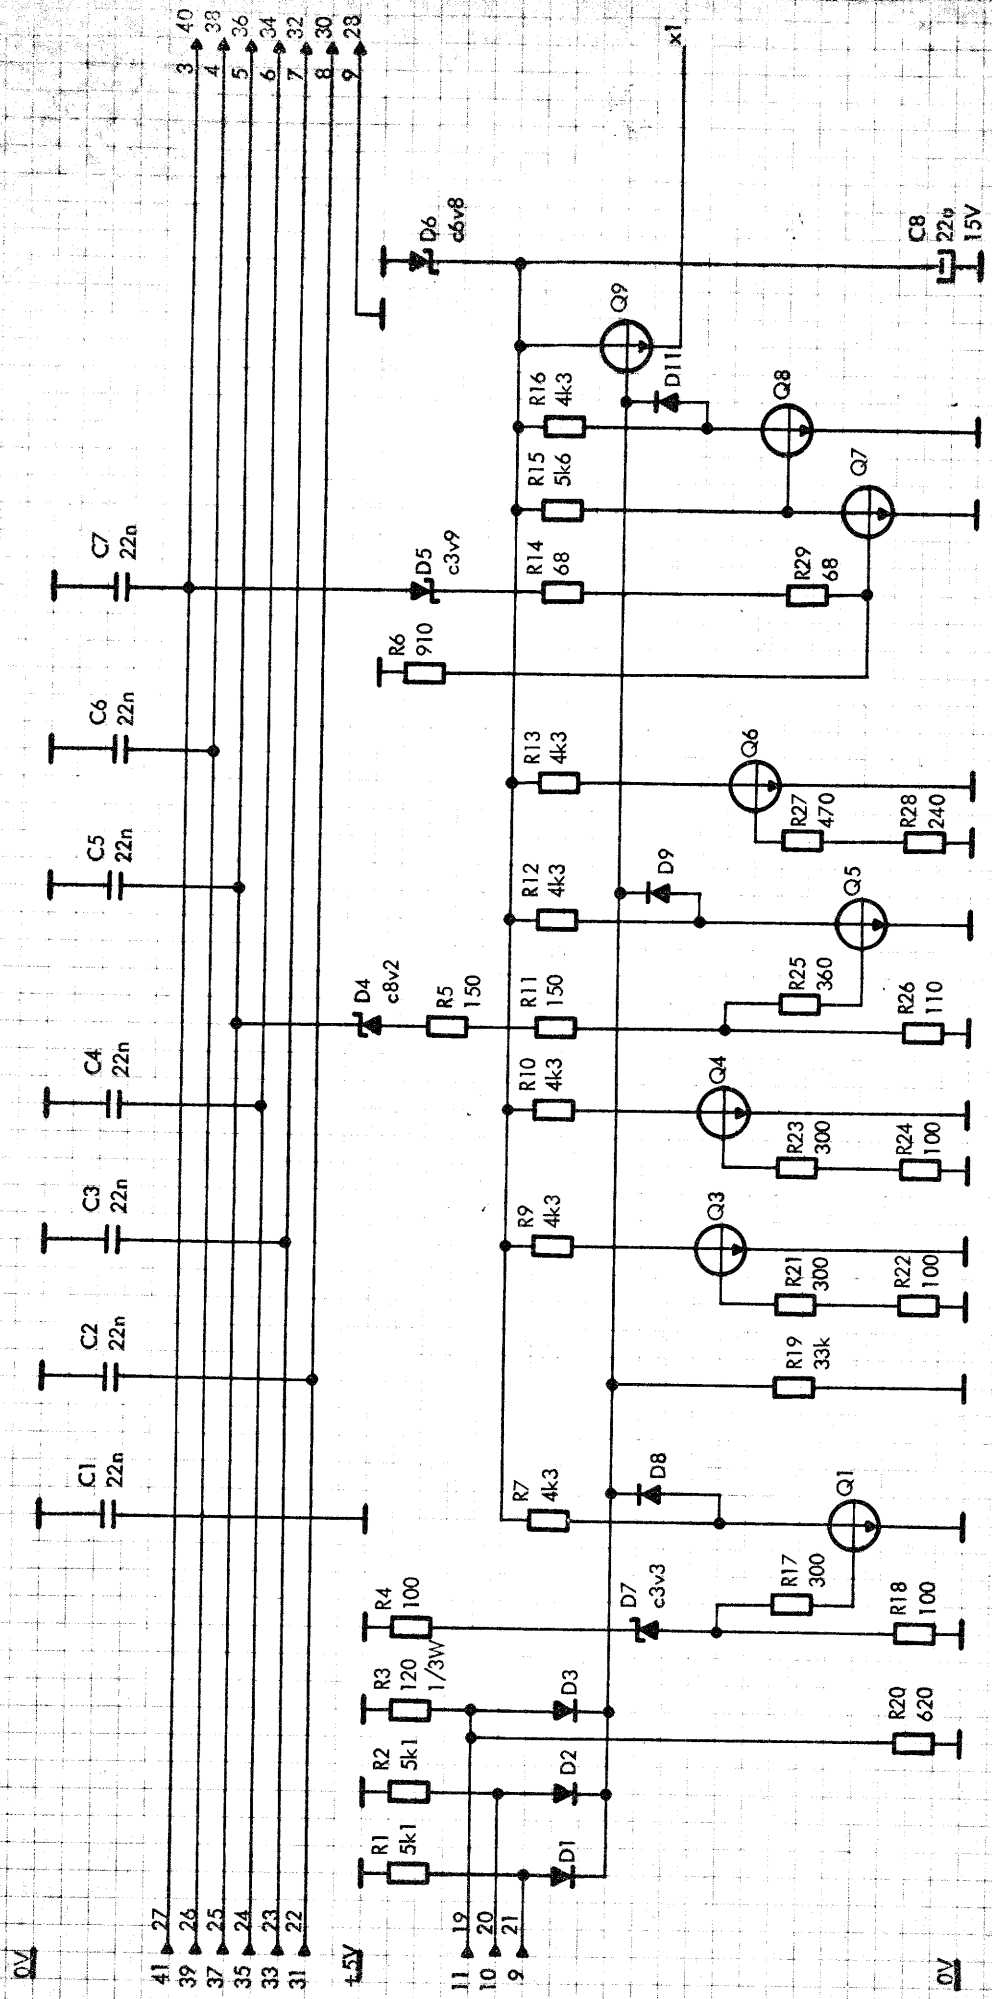 0V
41 27
39 26
37 25
35 24
33 23
31 22
+5V
11 19
10 20
9 21
0V
3 40
4 38
5 36
6 34
7 32
8 30
9 28
x1
C1
22n
C2
22n
C3
22n
C4
22n
C5
22n
C6
22n
C7
22n
R1
5k1
R2
5k1
R3
120
1/3W
R4
100
D4
c8v2
R5
150
R6
910
D5
c3v9
D6
c6v8
D1
D2
D3
D7
c3v3
R7
4k3
D8
R9
4k3
R10
4k3
R11
150
R12
4k3
D9
R13
4k3
R14
68
R15
5k6
R16
4k3
D11
Q9
R20
620
R18
100
R17
300
Q1
R19
33k
R21
300
R22
100
Q3
R23
300
R24
100
Q4
R25
360
R26
110
Q5
R27
470
R28
240
Q6
R29
68
Q7
Q8
C8
22u
15V